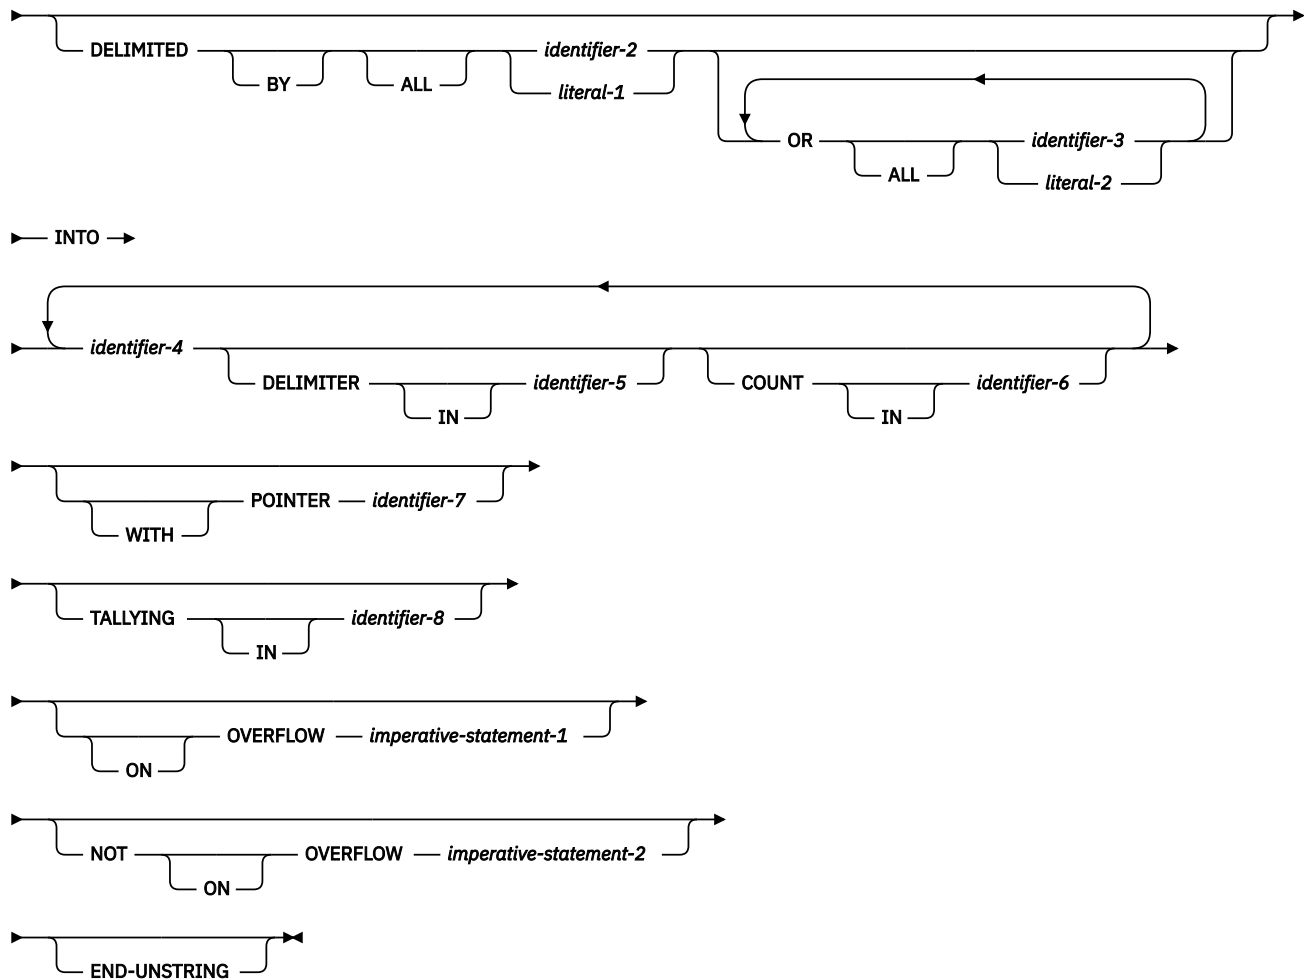 DELIMITED identifier-2
BY ALL literal-1
OR identifier-3
ALL literal-2
INTO
identifier-4
DELIMITER identifier-5 COUNT identifier-6
IN IN
POINTER identifier-7
WITH
TALLYING identifier-8
IN
OVERFLOW imperative-statement-1
ON
NOT OVERFLOW imperative-statement-2
ON
END-UNSTRING